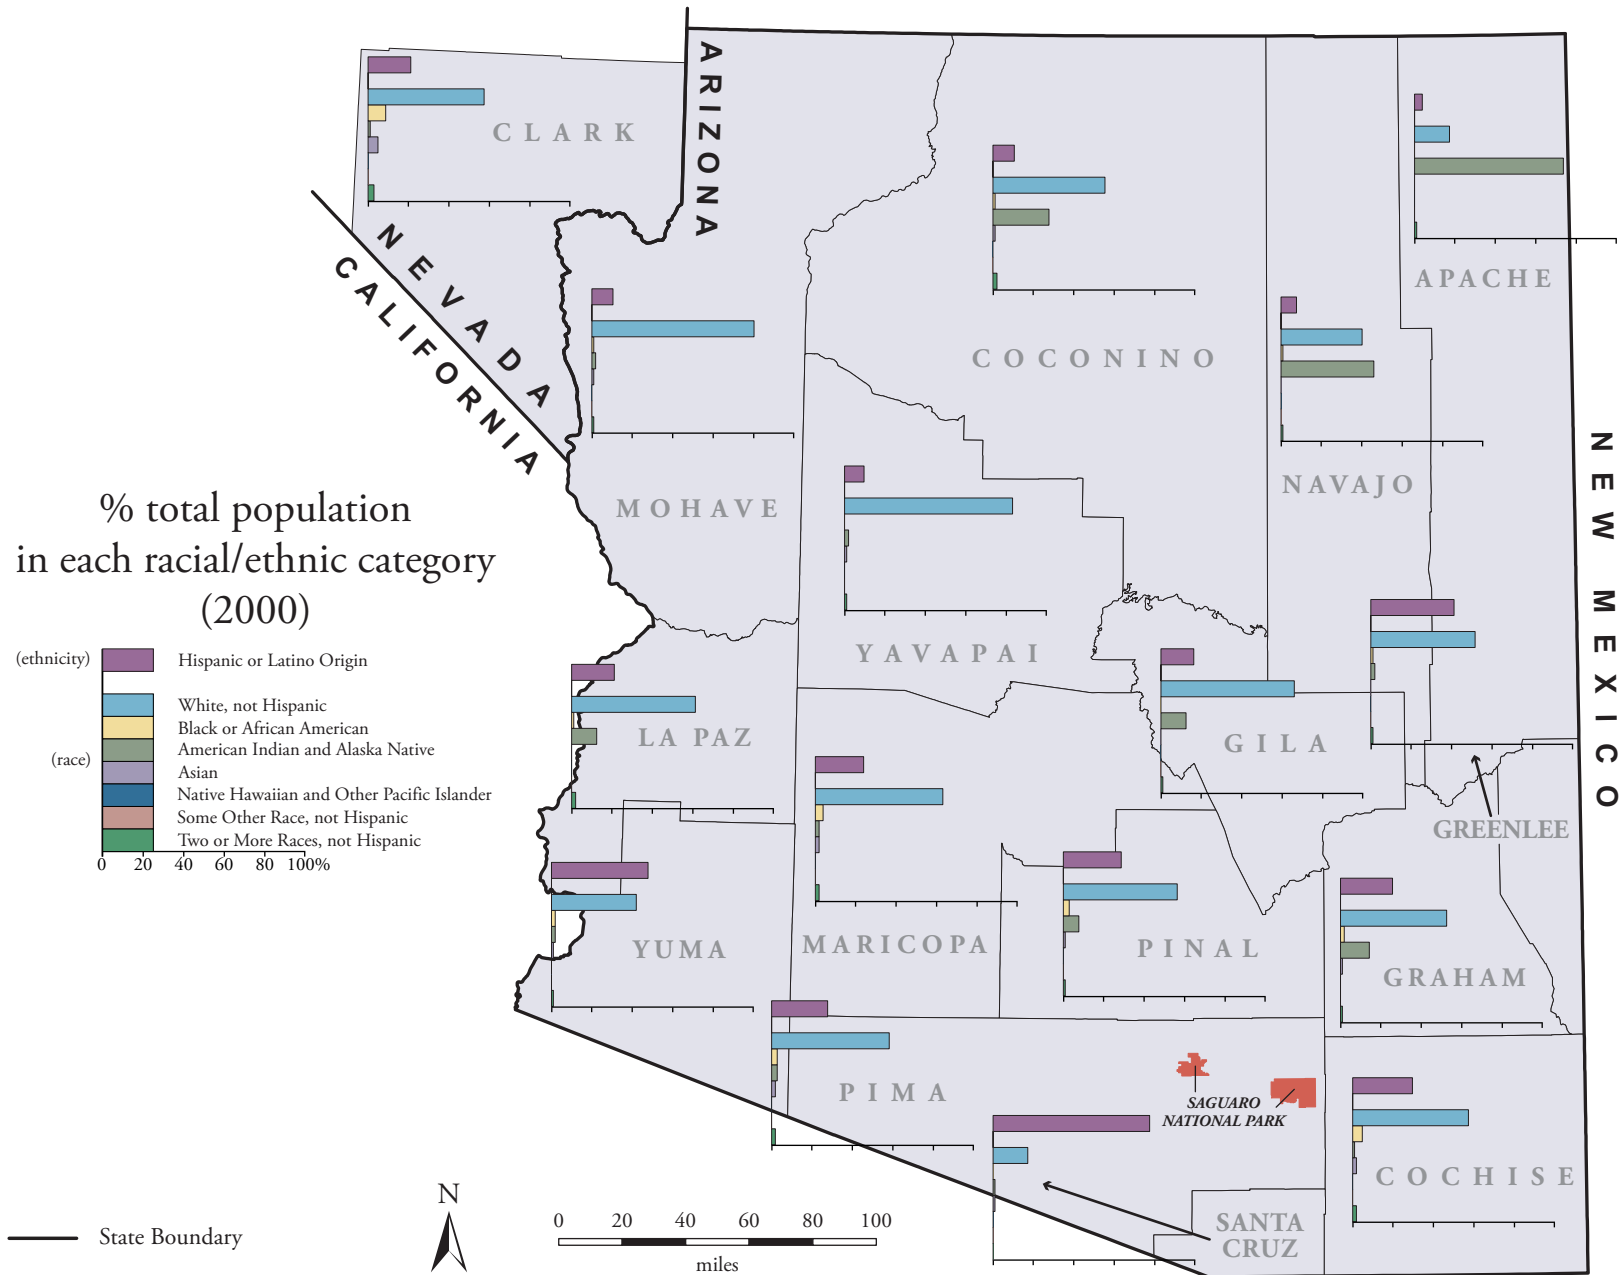 CLARK
ARIZONA
NEVADA
CALIFORNIA
APACHE
COCONINO
NAVAJO
NEW MEXICO
MOHAVE
% total population
in each racial/ethnic category
(2000)
(ethnicity)
Hispanic or Latino Origin
White, not Hispanic
Black or African American
American Indian and Alaska Native
(race)
Asian
Native Hawaiian and Other Pacific Islander
Some Other Race, not Hispanic
Two or More Races, not Hispanic
0 20 40 60 80 100%
YAVAPAI
LA PAZ
GILA
GREENLEE
YUMA
MARICOPA
PINAL
GRAHAM
PIMA
SAGUARO
NATIONAL PARK
COCHISE
SANTA
CRUZ
State Boundary
N
0 20 40 60 80 100
miles